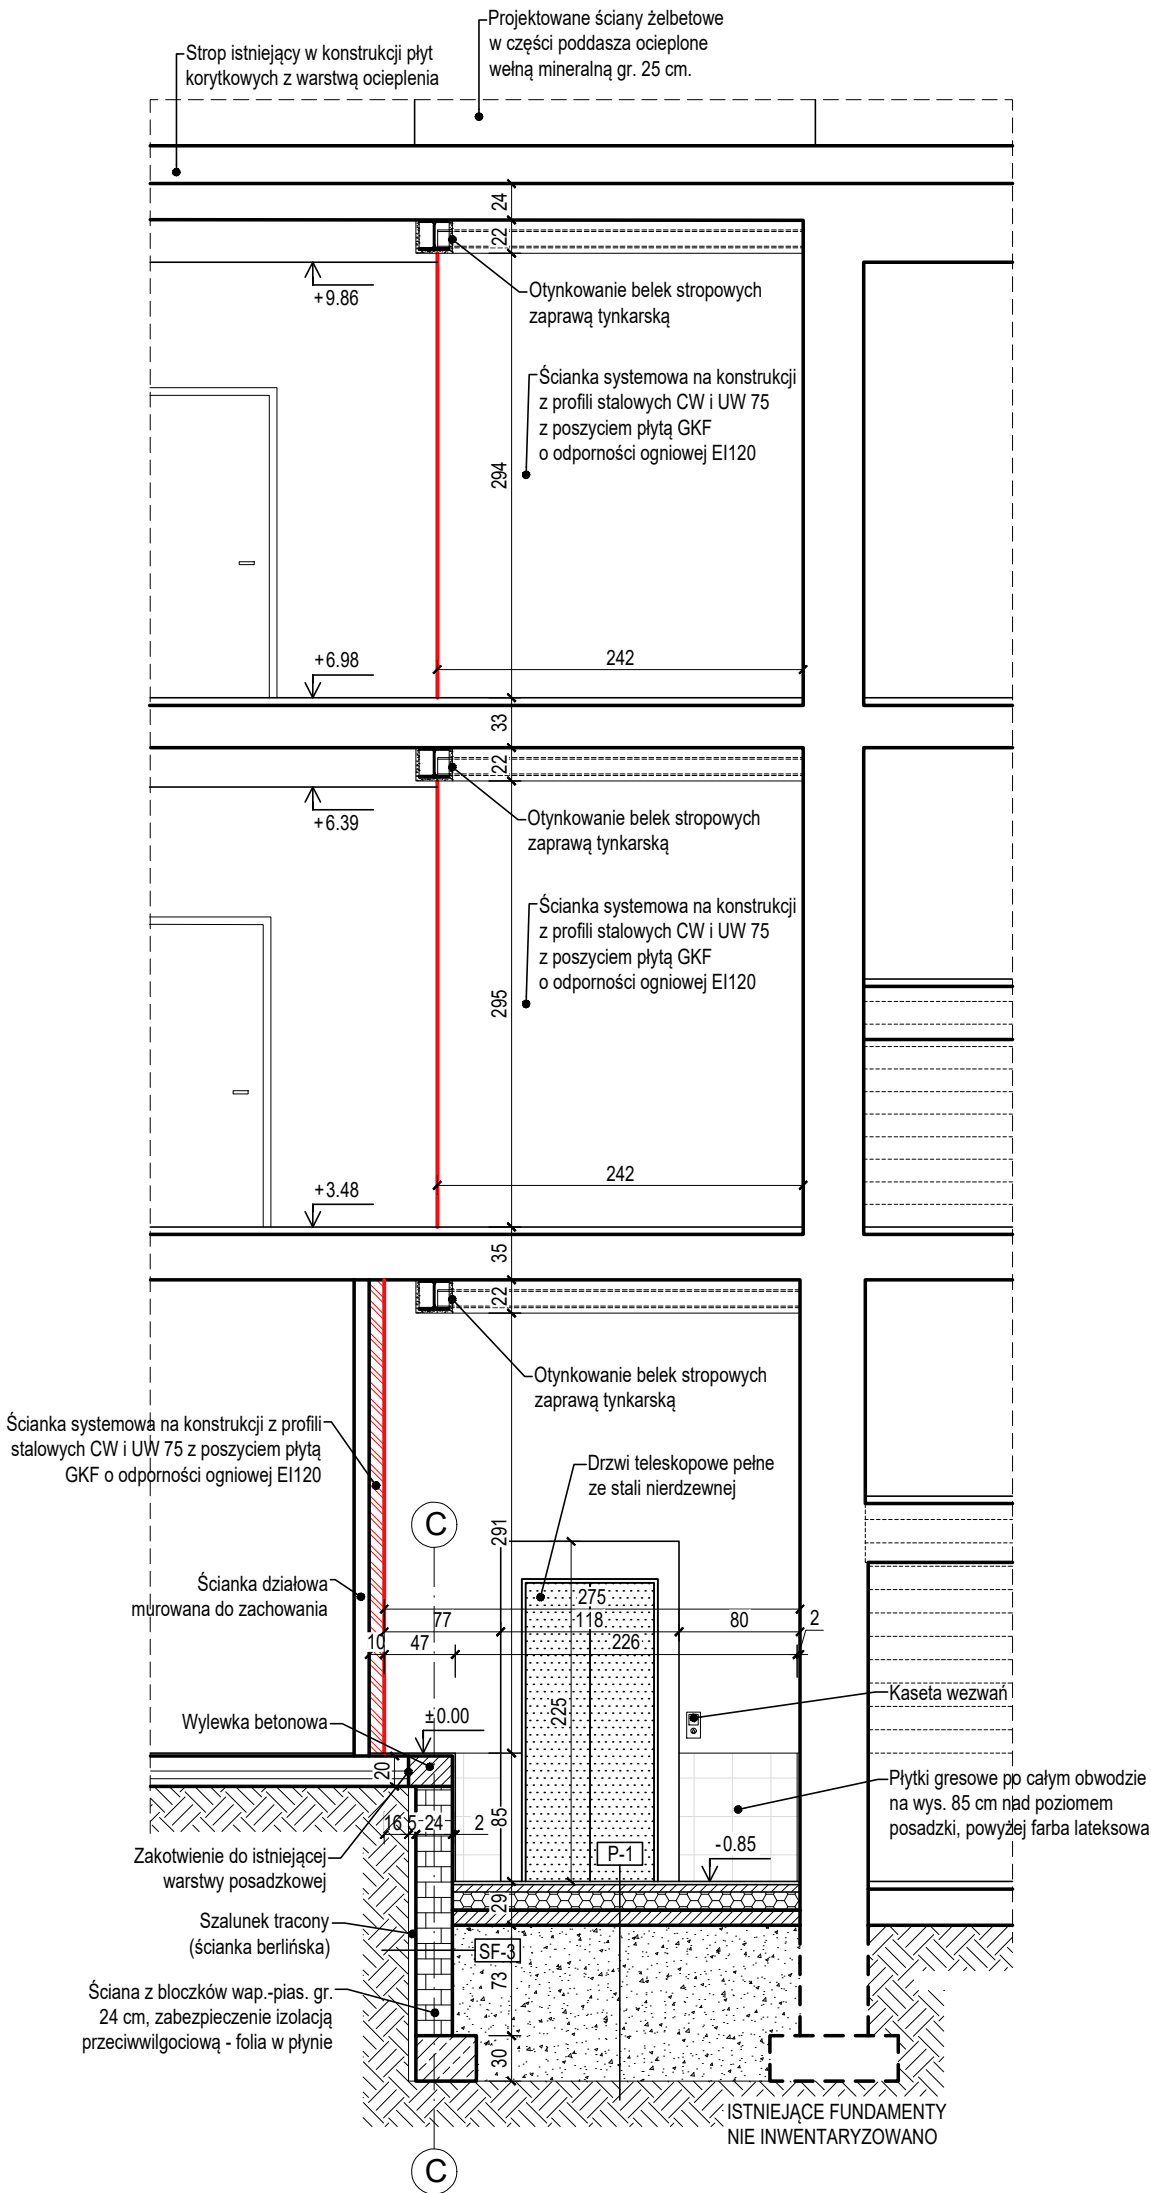 Projektowane ściany żelbetowe
w części poddasza ocieplone
wełną mineralną gr. 25 cm.
Strop istniejący w konstrukcji płyt
korytkowych z warstwą ocieplenia
24
22
+9.86
Otynkowanie belek stropowych
zaprawą tynkarską
Ścianka systemowa na konstrukcji
z profili stalowych CW i UW 75
z poszyciem płytą GKF
o odporności ogniowej EI120
294
+6.98
242
33
22
+6.39
Otynkowanie belek stropowych
zaprawą tynkarską
Ścianka systemowa na konstrukcji
z profili stalowych CW i UW 75
z poszyciem płytą GKF
o odporności ogniowej EI120
295
+3.48
242
35
22
Otynkowanie belek stropowych
zaprawą tynkarską
Ścianka systemowa na konstrukcji z profili
stalowych CW i UW 75 z poszyciem płytą
GKF o odporności ogniowej EI120
Drzwi teleskopowe pełne
ze stali nierdzewnej
C
291
Ścianka działowa
murowana do zachowania
275
77 118 80 2
10 47 226
225
Kaseta wezwań
Wylewka betonowa
±0.00
20
Płytki gresowe po całym obwodzie
na wys. 85 cm nad poziomem
posadzki, powyżej farba lateksowa
16 5 24 2
85
P-1
-0.85
Zakotwienie do istniejącej
warstwy posadzkowej
29
Szalunek tracony
(ścianka berlińska)
SF-3
73
Ściana z bloczków wap.-pias. gr.
24 cm, zabezpieczenie izolacją
przeciwwilgociową - folia w płynie
30
ISTNIEJĄCE FUNDAMENTY
NIE INWENTARYZOWANO
C